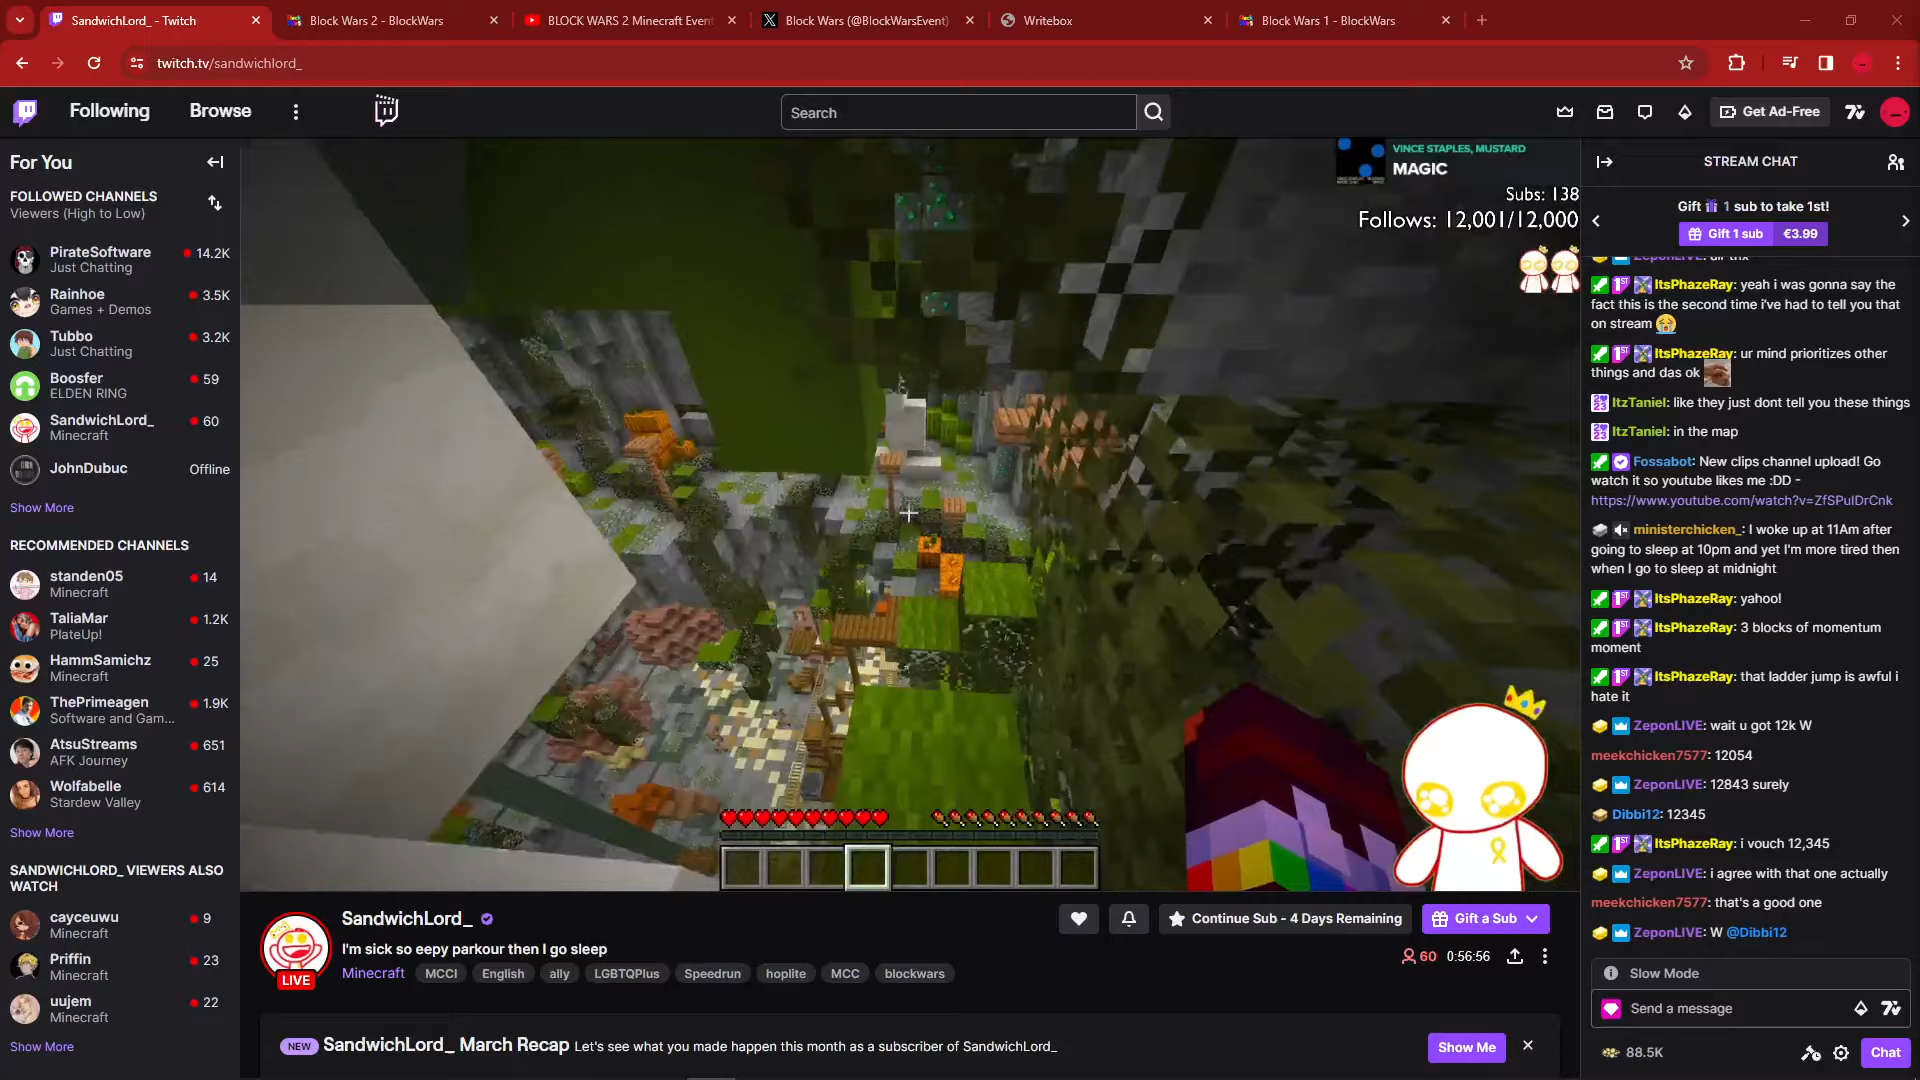 SandwichLord_ - Twitch
Block Wars 2 - BlockWars
BLOCK WARS 2 Minecraft Event
Block Wars (@BlockWarsEvent)
Writebox
Block Wars 1 - BlockWars
twitch.tv/sandwichlord_
Following
Browse
Search
Get Ad-Free
For You
FOLLOWED CHANNELS
Viewers (High to Low)
PirateSoftware 14.2K
Just Chatting
Rainhoe 3.5K
Games + Demos
Tubbo 3.2K
Just Chatting
Boosfer 59
ELDEN RING
SandwichLord_ 60
Minecraft
JohnDubuc Offline
Show More
RECOMMENDED CHANNELS
standen05 14
Minecraft
TaliaMar 1.2K
PlateUp!
HammSamichz 25
Minecraft
ThePrimeagen 1.9K
Software and Gam...
AtsuStreams 651
AFK Journey
Wolfabelle 614
Stardew Valley
Show More
SANDWICHLORD_ VIEWERS ALSO
WATCH
cayceuwu 9
Minecraft
Priffin 23
Minecraft
uujem 22
Minecraft
Show More
VINCE STAPLES, MUSTARD
MAGIC
Subs: 138
Follows: 12,001/12,000
SandwichLord_
LIVE
I'm sick so eepy parkour then I go sleep
Minecraft MCCI English ally LGBTQPlus Speedrun hoplite MCC blockwars
Continue Sub - 4 Days Remaining
Gift a Sub
60 0:56:56
NEW SandwichLord_ March Recap Let's see what you made happen this month as a subscriber of SandwichLord_
Show Me
STREAM CHAT
Gift 1 sub to take 1st!
Gift 1 sub €3.99
ItsPhazeRay: yeah i was gonna say the
fact this is the second time i've had to tell you that
on stream
ItsPhazeRay: ur mind prioritizes other
things and das ok
ItzTaniel: like they just dont tell you these things
ItzTaniel: in the map
Fossabot: New clips channel upload! Go
watch it so youtube likes me :DD -
https://www.youtube.com/watch?v=ZfSPulDrCnk
ministerchicken_: I woke up at 11Am after
going to sleep at 10pm and yet I'm more tired then
when I go to sleep at midnight
ItsPhazeRay: yahoo!
ItsPhazeRay: 3 blocks of momentum
moment
ItsPhazeRay: that ladder jump is awful i
hate it
ZeponLIVE: wait u got 12k W
meekchicken7577: 12054
ZeponLIVE: 12843 surely
Dibbi12: 12345
ItsPhazeRay: i vouch 12,345
ZeponLIVE: i agree with that one actually
meekchicken7577: that's a good one
ZeponLIVE: W @Dibbi12
Slow Mode
Send a message
88.5K
Chat